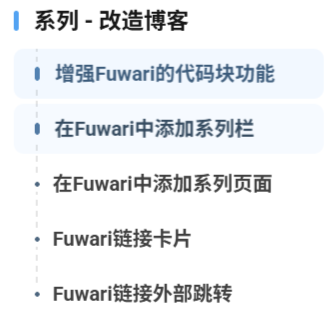 系列 - 改造博客
增强Fuwari的代码块功能
在Fuwari中添加系列栏
在Fuwari中添加系列页面
Fuwari链接卡片
Fuwari链接外部跳转